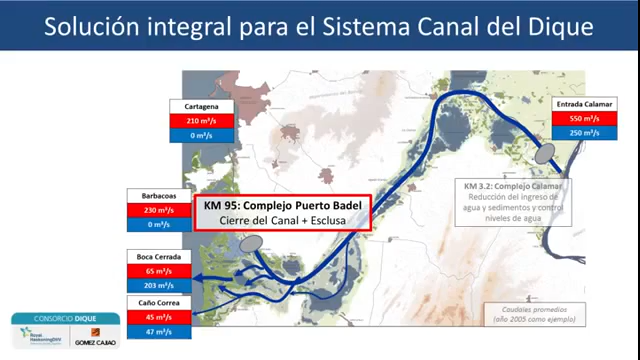 Solución integral para el Sistema Canal del Dique
Cartagena
210 m³/s
0 m³/s
Entrada Calamar
550 m³/s
250 m³/s
KM 3.2: Complejo Calamar
Reducción del ingreso de
agua y sedimentos y control
niveles de agua
Barbacoas
230 m³/s
0 m³/s
KM 95: Complejo Puerto Badel
Cierre del Canal + Esclusa
Boca Cerrada
65 m³/s
203 m³/s
Caño Correa
45 m³/s
47 m³/s
Caudales promedios
(año 2005 como ejemplo)
CONSORCIO DIQUE
Royal
HaskoningDHV
GÓMEZ CAJIAO